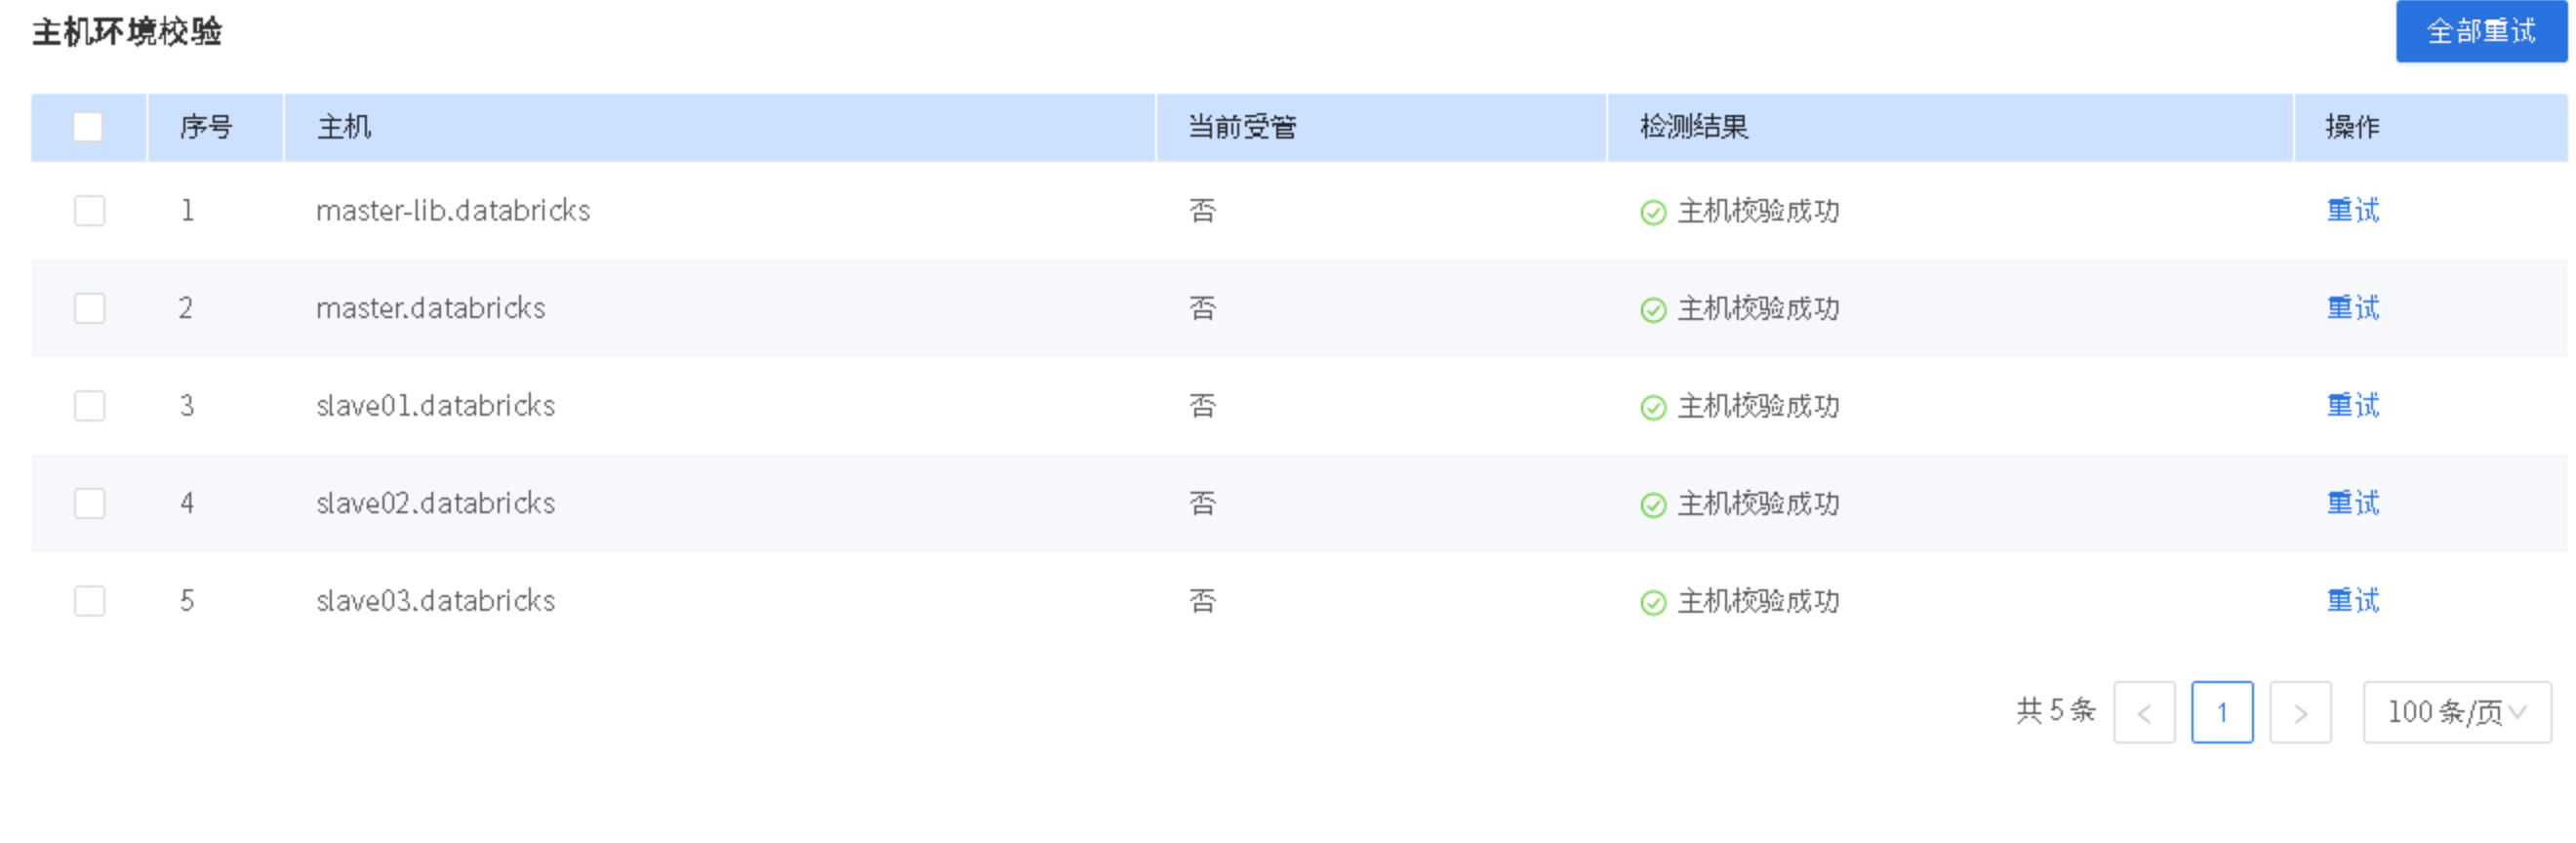 主机环境校验 全部重试
序号 主机 当前受管 检测结果 操作
1 master-lib.databricks 否 主机校验成功 重试
2 master.databricks 否 主机校验成功 重试
3 slave01.databricks 否 主机校验成功 重试
4 slave02.databricks 否 主机校验成功 重试
5 slave03.databricks 否 主机校验成功 重试
共 5 条 < 1 > 100 条/页